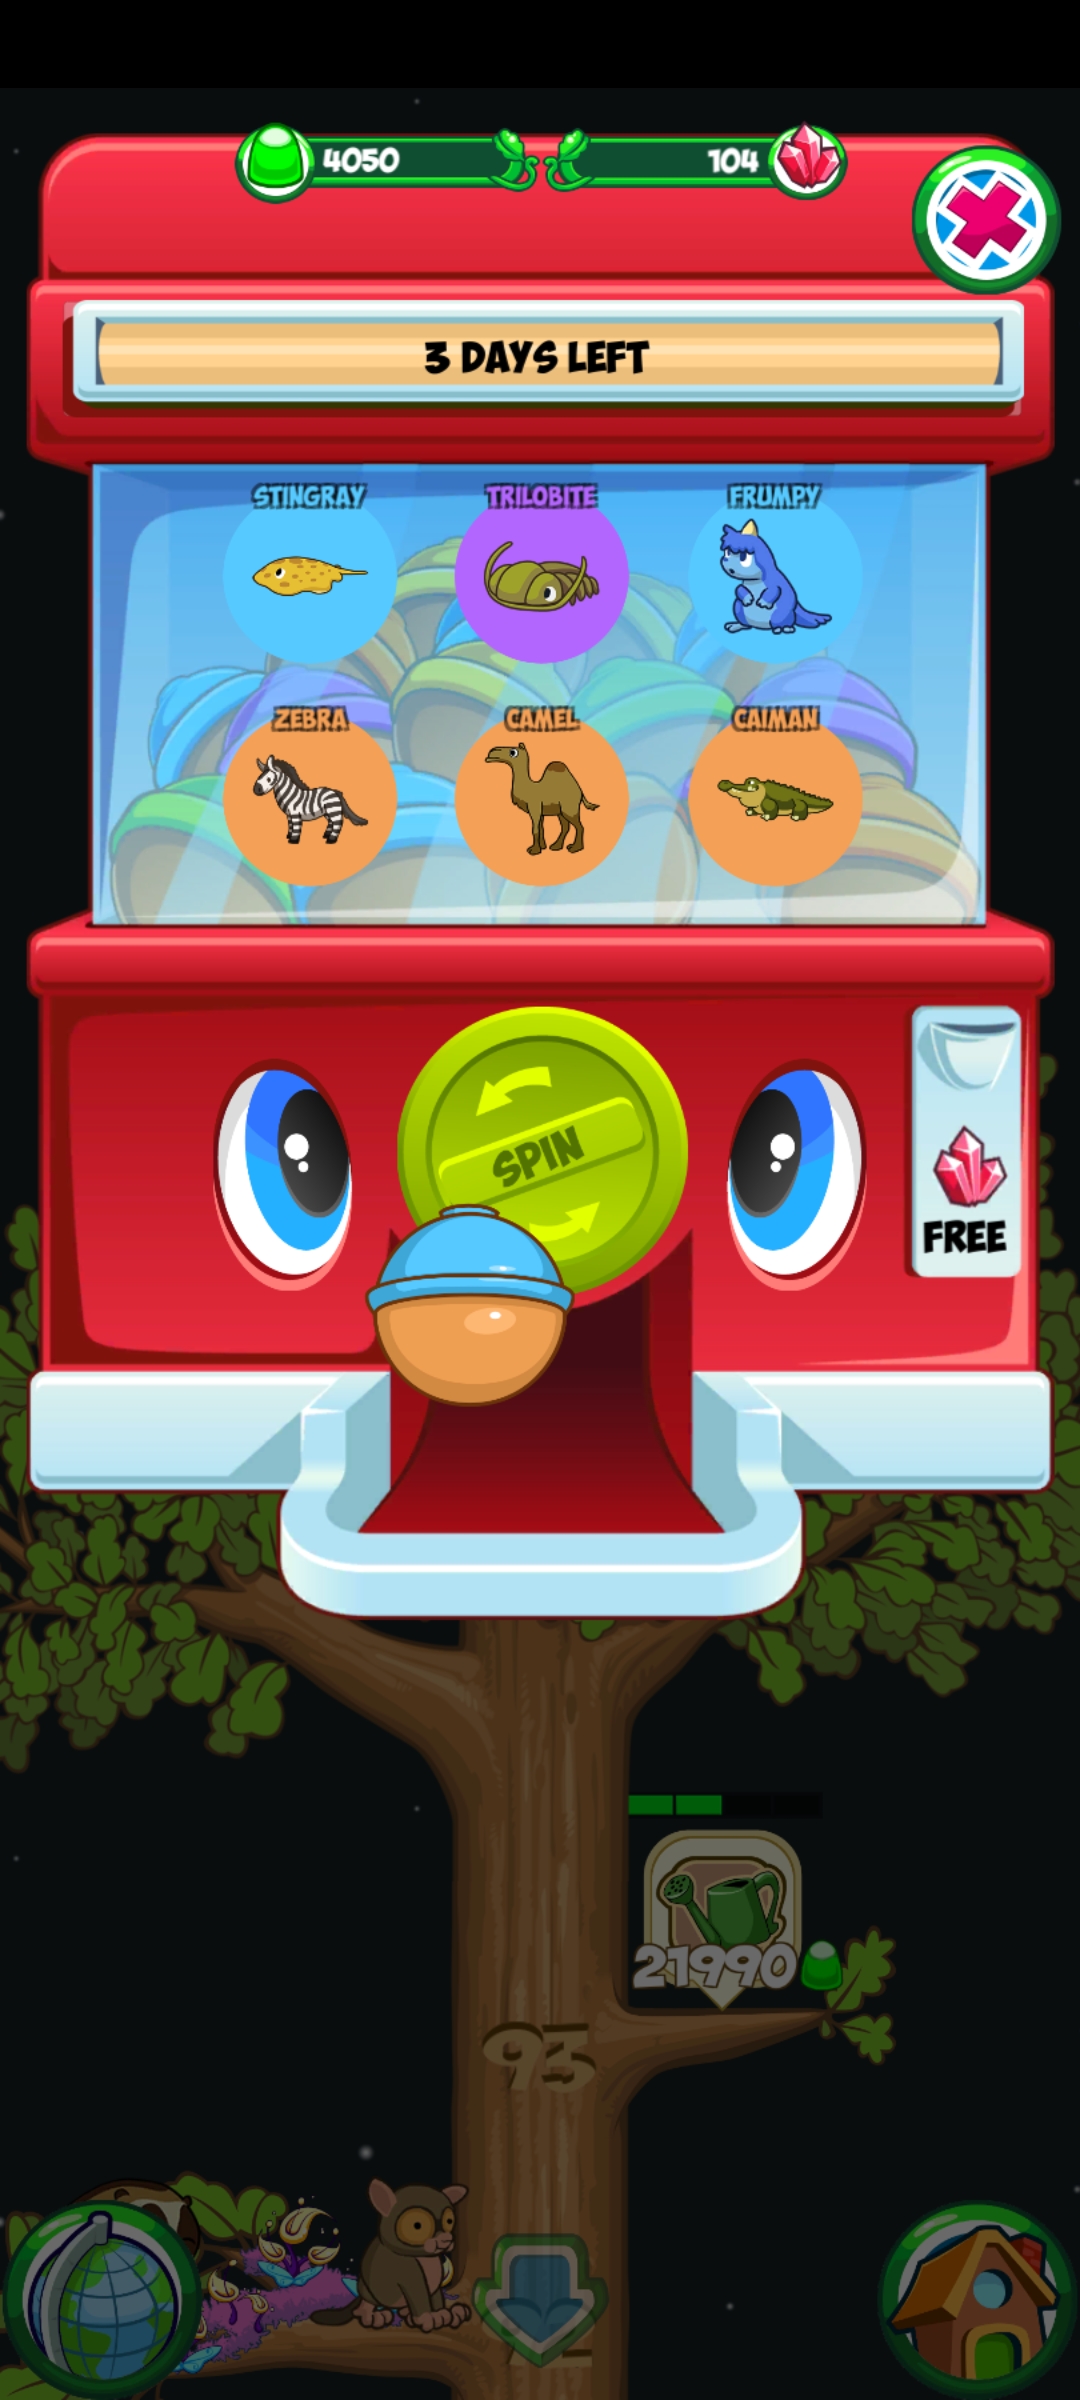 4050
104
3 DAYS LEFT
STINGRAY
TRILOBITE
FRUMPY
ZEBRA
CAMEL
CAIMAN
SPIN
FREE
21990
93